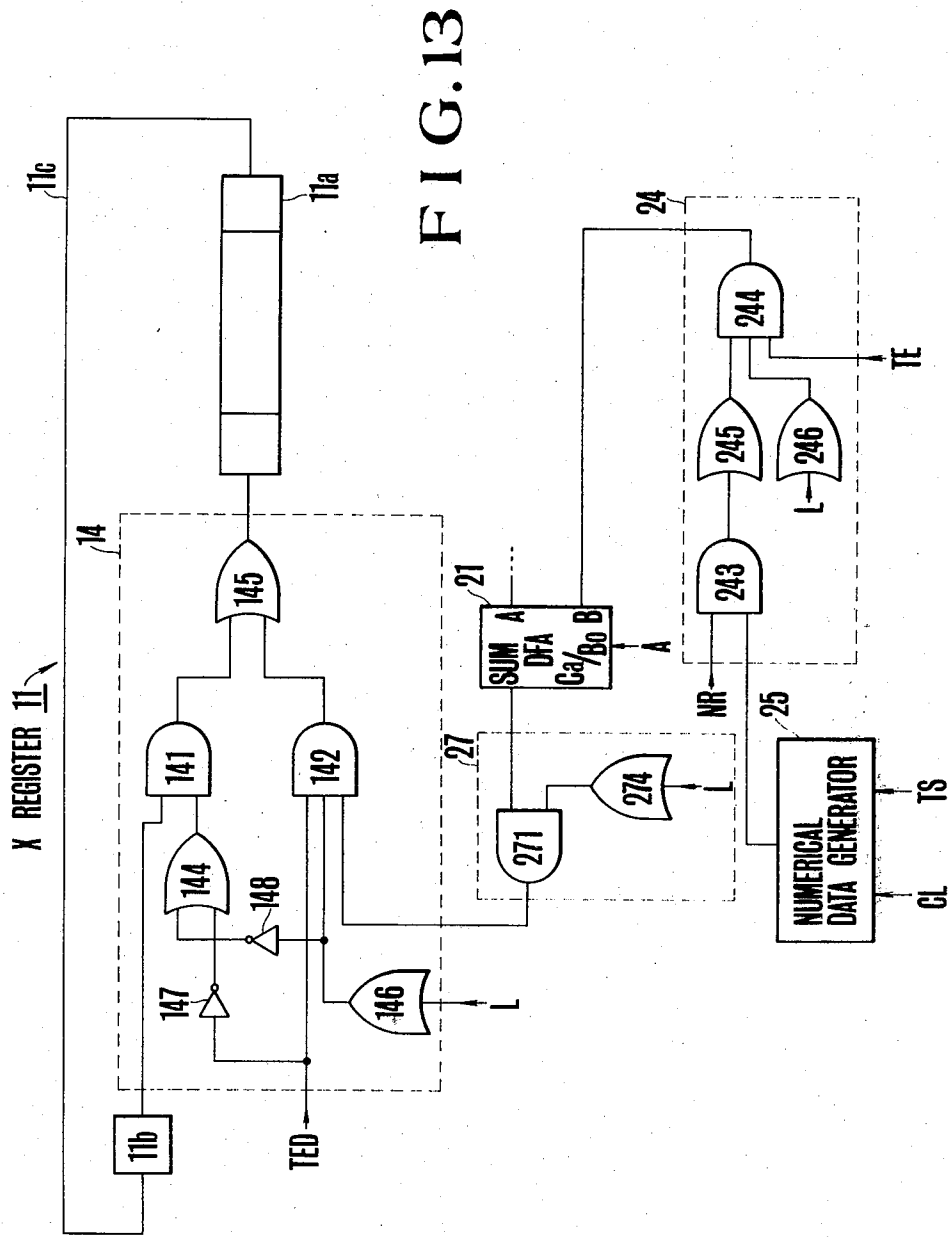 X REGISTER 11
11c
11b
11a
14
141
144
148
147
142
145
146
L
TED
FIG. 13
27
271
274
L
21
SUM A
DFA
Ca/Bo B
A
24
244
245
246
243
L
TE
NR
25
NUMERICAL
DATA GENERATOR
CL
TS